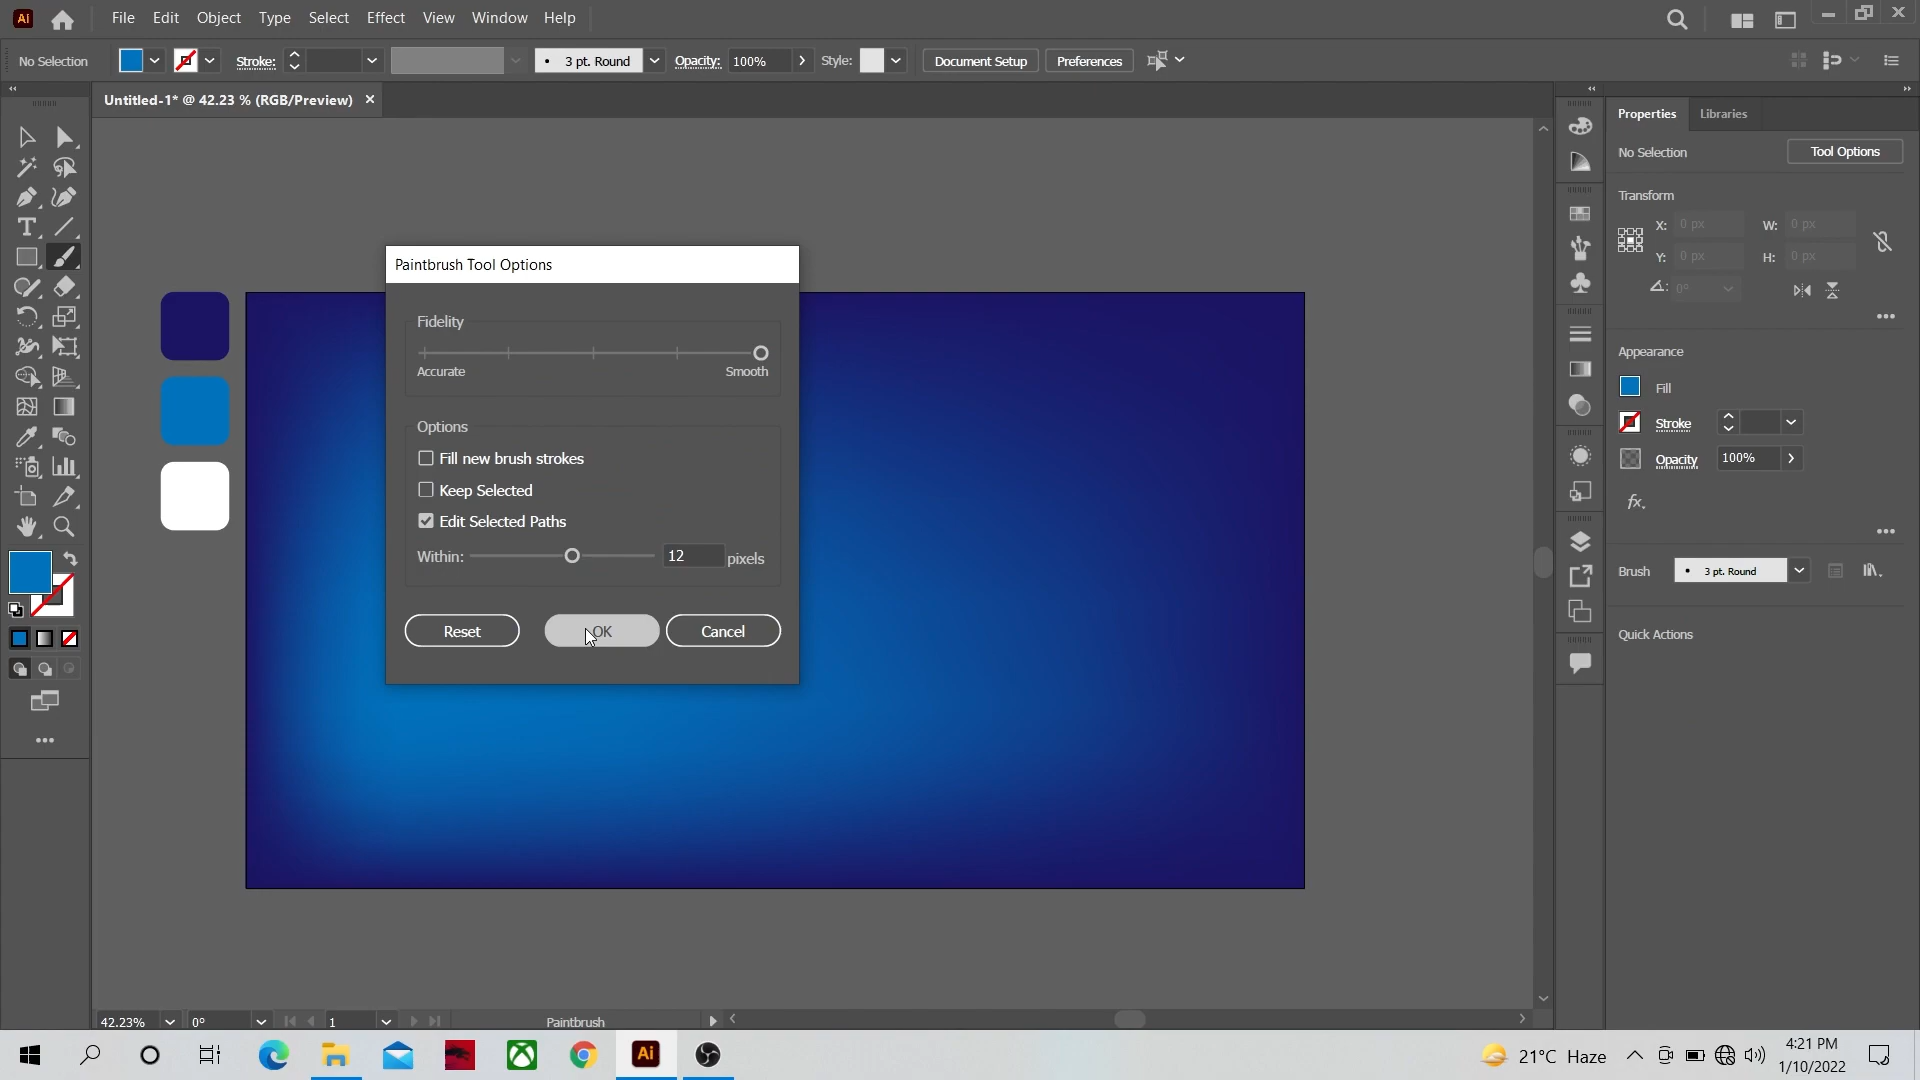 Ai File Edit Object Type Select Effect View Window Help
No Selection Stroke: 3 pt. Round Opacity: 100% Style: Document Setup Preferences
Untitled-1* @ 42.23 % (RGB/Preview)
Properties Libraries
No Selection Tool Options
Transform
X: 0 px W: 0 px
Y: 0 px H: 0 px
0°
Appearance
Fill
Stroke
Opacity 100%
fx.
Brush 3 pt. Round
Quick Actions
Paintbrush Tool Options
Fidelity
Accurate Smooth
Options
Fill new brush strokes
Keep Selected
Edit Selected Paths
Within: 12 pixels
Reset OK Cancel
42.23% 0° 1 Paintbrush
Ai
21°C Haze
4:21 PM
1/10/2022